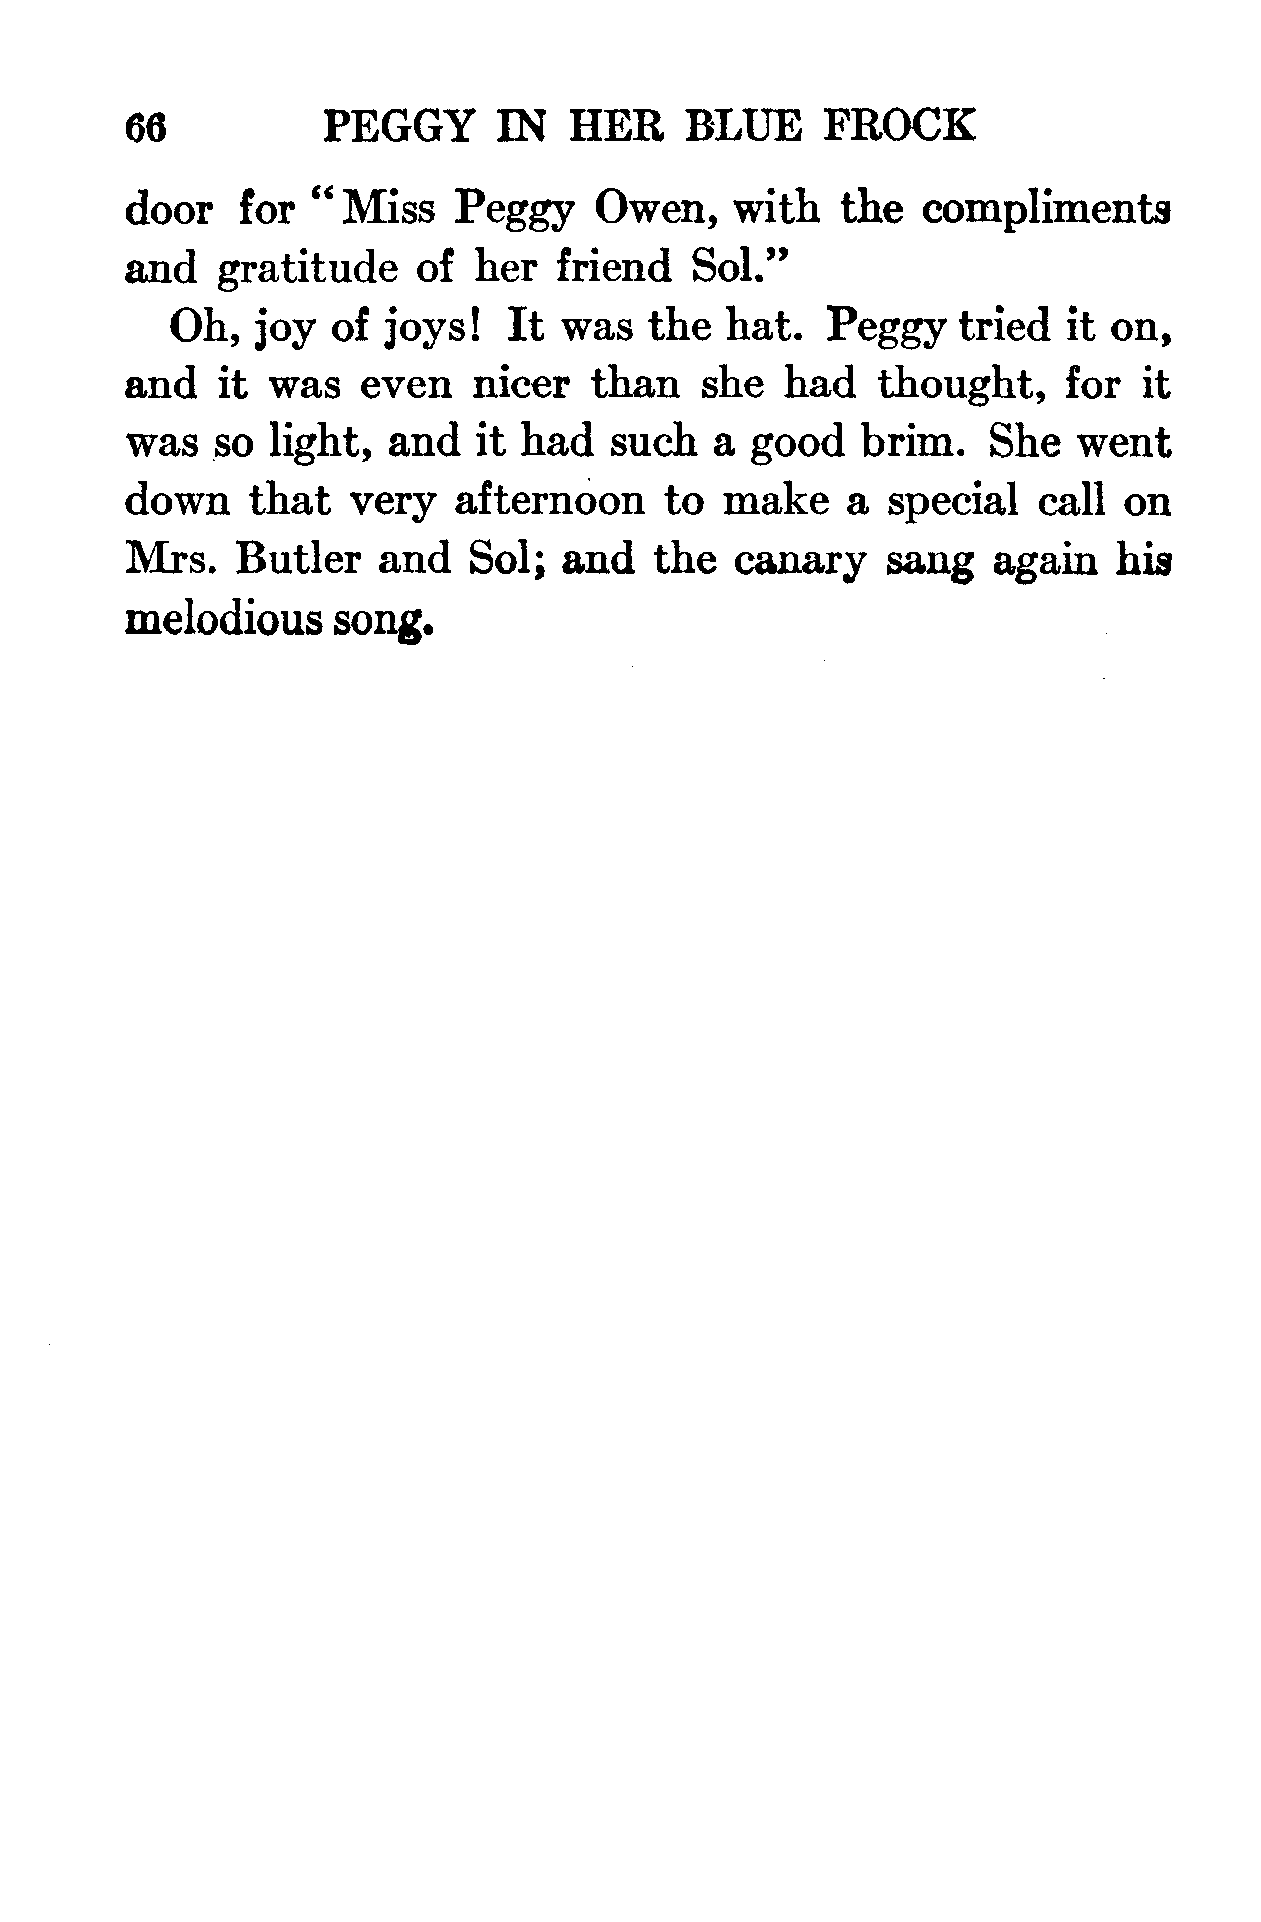 66 PEGGY IN HER BLUE FROCK
door for “Miss Peggy Owen, with the compliments
and gratitude of her friend Sol.”
Oh, joy of joys! It was the hat. Peggy tried it on,
and it was even nicer than she had thought, for it
was so light, and it had such a good brim. She went
down that very afternoon to make a special call on
Mrs. Butler and Sol; and the canary sang again his
melodious song.